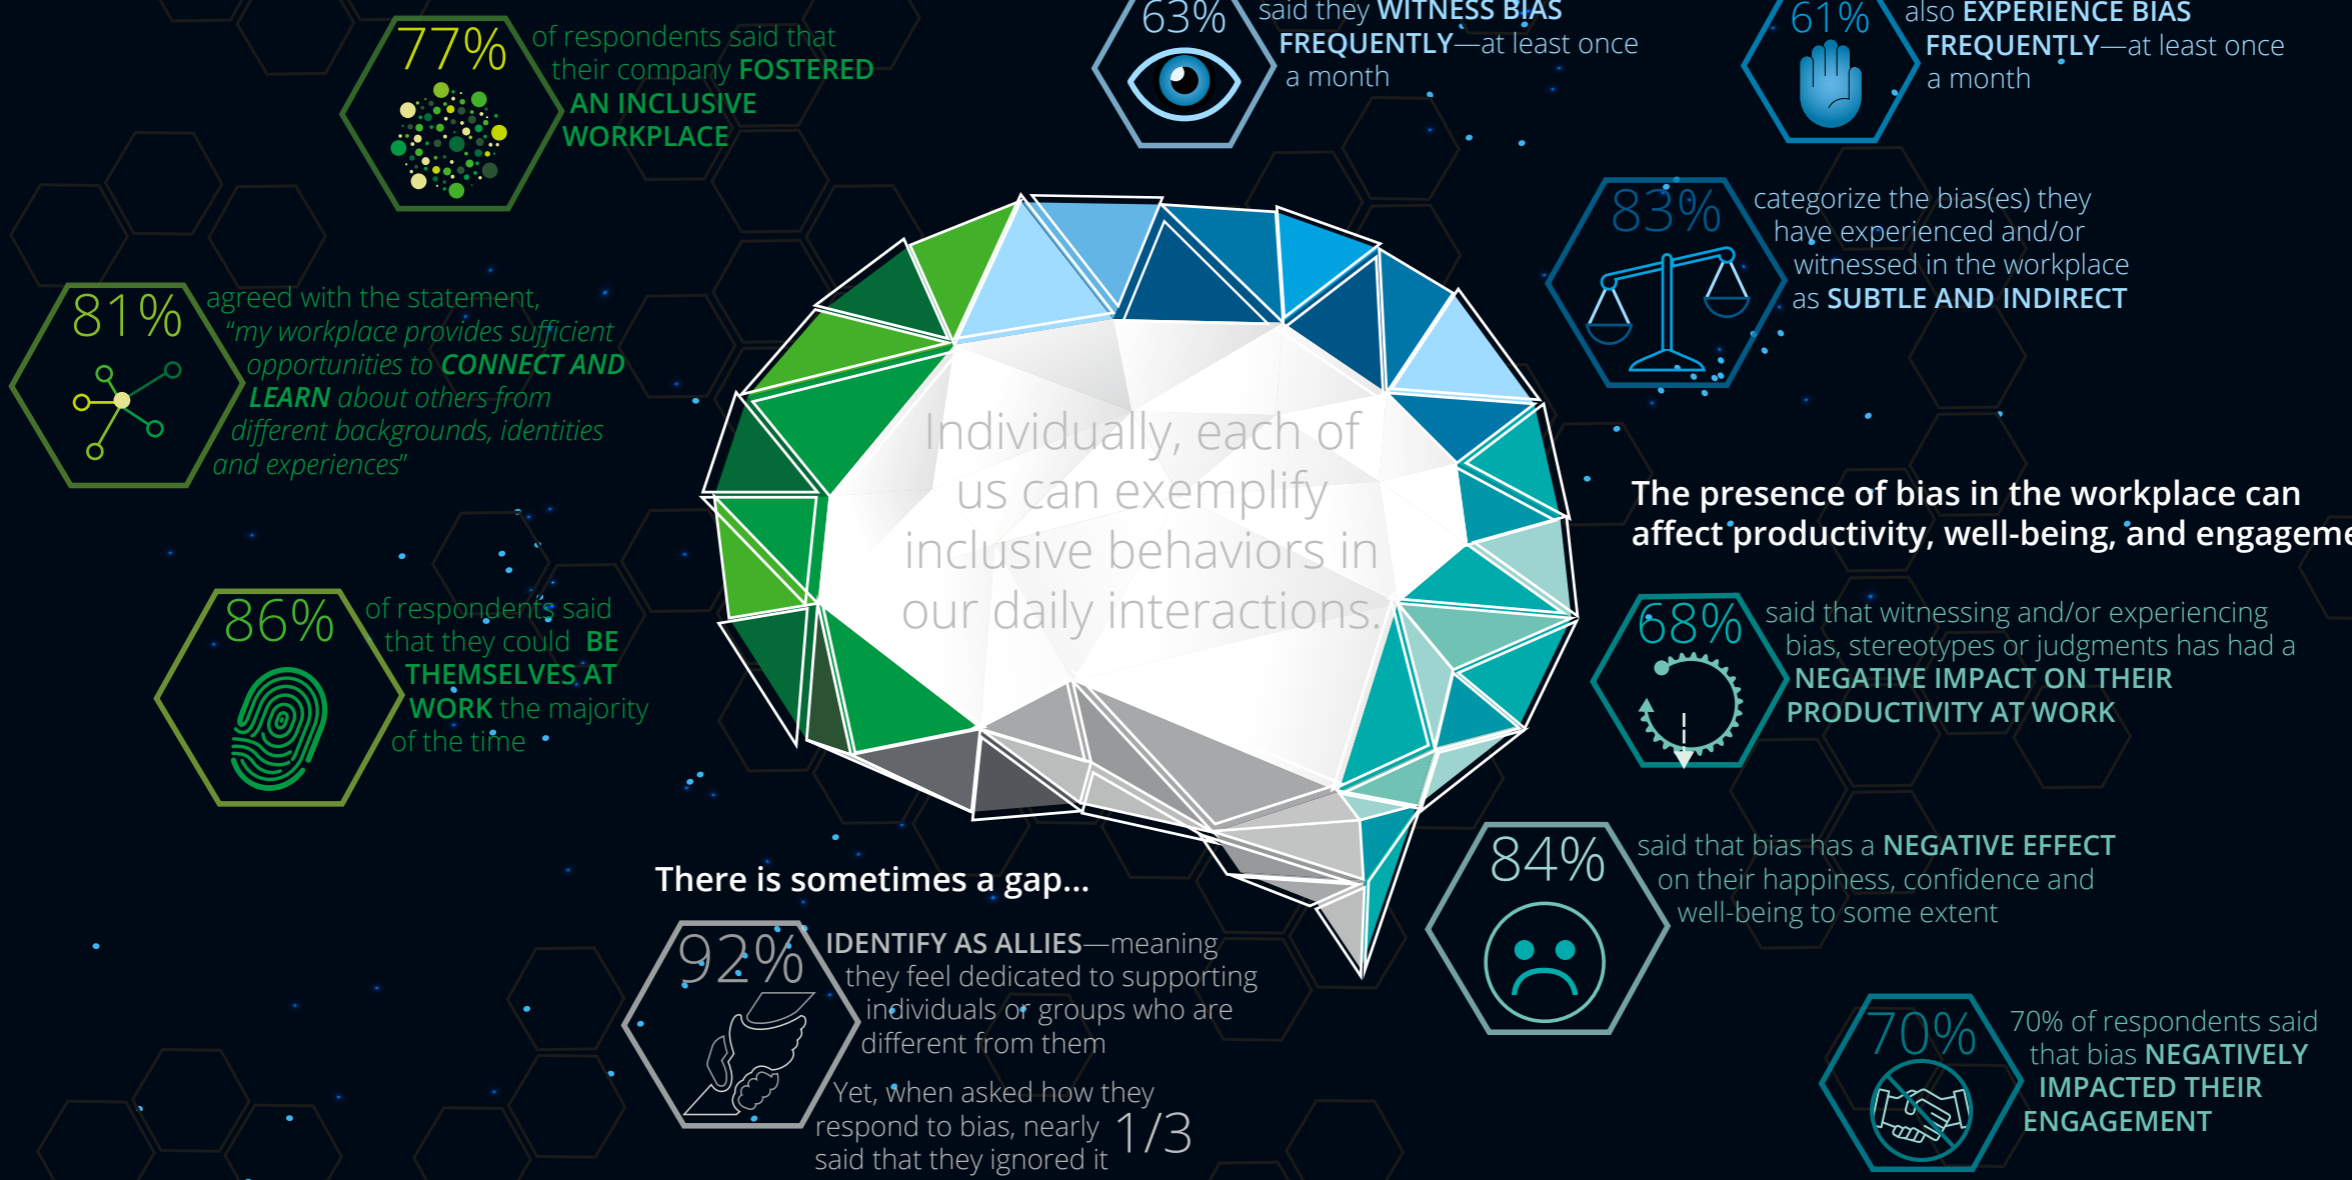 77%
of respondents said that
their company FOSTERED
AN INCLUSIVE
WORKPLACE
63%
said they WITNESS BIAS
FREQUENTLY—at least once
a month
61%
also EXPERIENCE BIAS
FREQUENTLY—at least once
a month
83%
categorize the bias(es) they
have experienced and/or
witnessed in the workplace
as SUBTLE AND INDIRECT
81%
agreed with the statement,
“my workplace provides sufficient
opportunities to CONNECT AND
LEARN about others from
different backgrounds, identities
and experiences”
Individually, each of
us can exemplify
inclusive behaviors in
our daily interactions.
The presence of bias in the workplace can
affect productivity, well-being, and engageme
86%
of respondents said
that they could BE
THEMSELVES AT
WORK the majority
of the time
68%
said that witnessing and/or experiencing
bias, stereotypes or judgments has had a
NEGATIVE IMPACT ON THEIR
PRODUCTIVITY AT WORK
84%
said that bias has a NEGATIVE EFFECT
on their happiness, confidence and
well-being to some extent
There is sometimes a gap...
92%
IDENTIFY AS ALLIES—meaning
they feel dedicated to supporting
individuals or groups who are
different from them
Yet, when asked how they
respond to bias, nearly 1/3
said that they ignored it
70%
70% of respondents said
that bias NEGATIVELY
IMPACTED THEIR
ENGAGEMENT